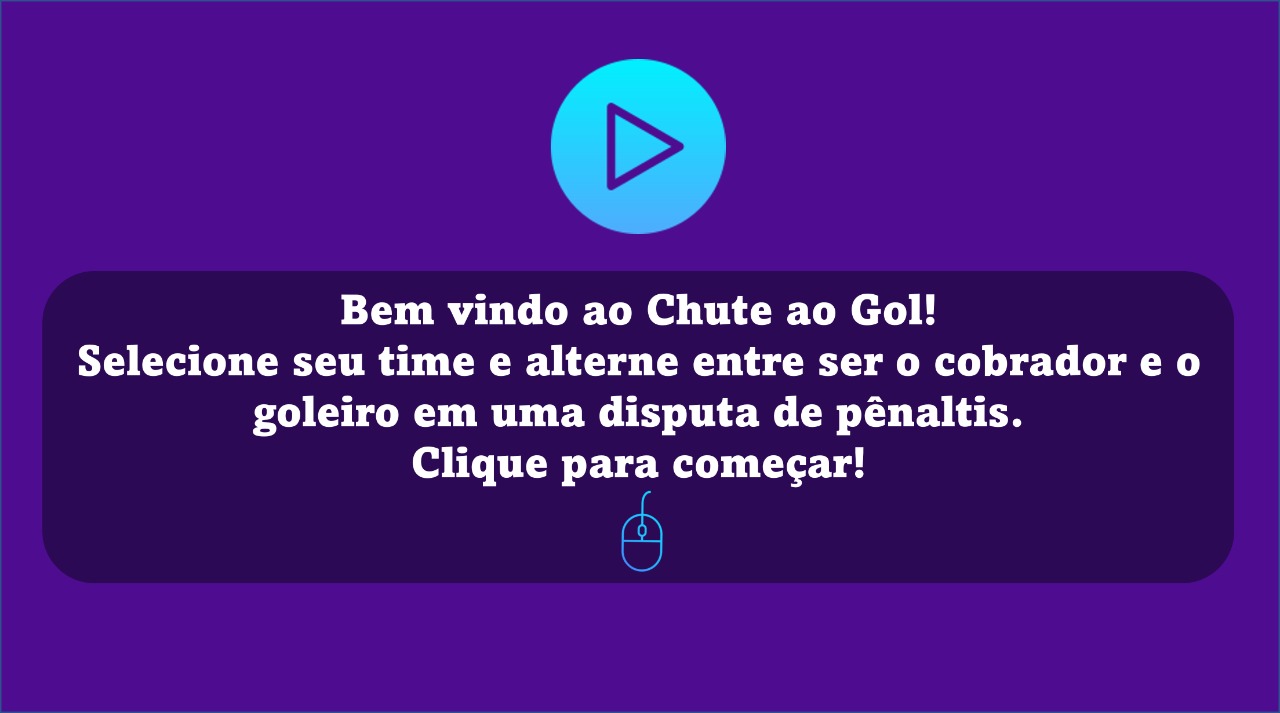 Bem vindo ao Chute ao Gol!
Selecione seu time e alterne entre ser o cobrador e o
goleiro em uma disputa de pênaltis.
Clique para começar!